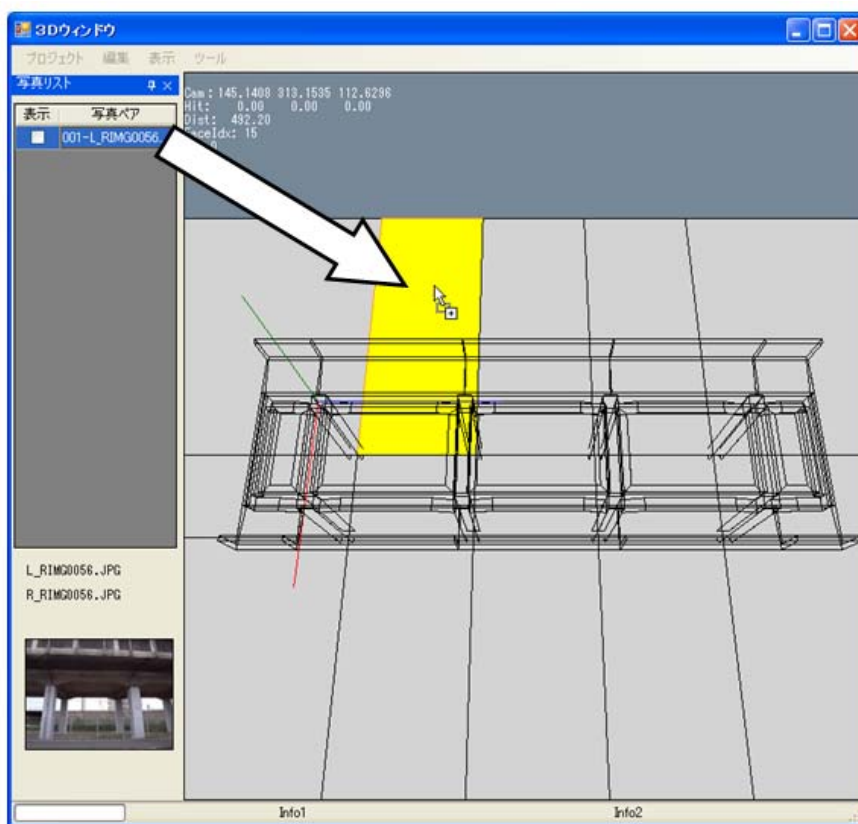 3Dウィンドウ
プロジェクト 編集 表示 ツール
写真リスト
表示 写真ペア
001-L_RIMG0056.
Cam: 145.1408 313.1535 112.6296
Hit: 0.00 0.00 0.00
Dist: 492.20
FaceIdx: 15
L_RIMG0056.JPG
R_RIMG0056.JPG
Info1 Info2